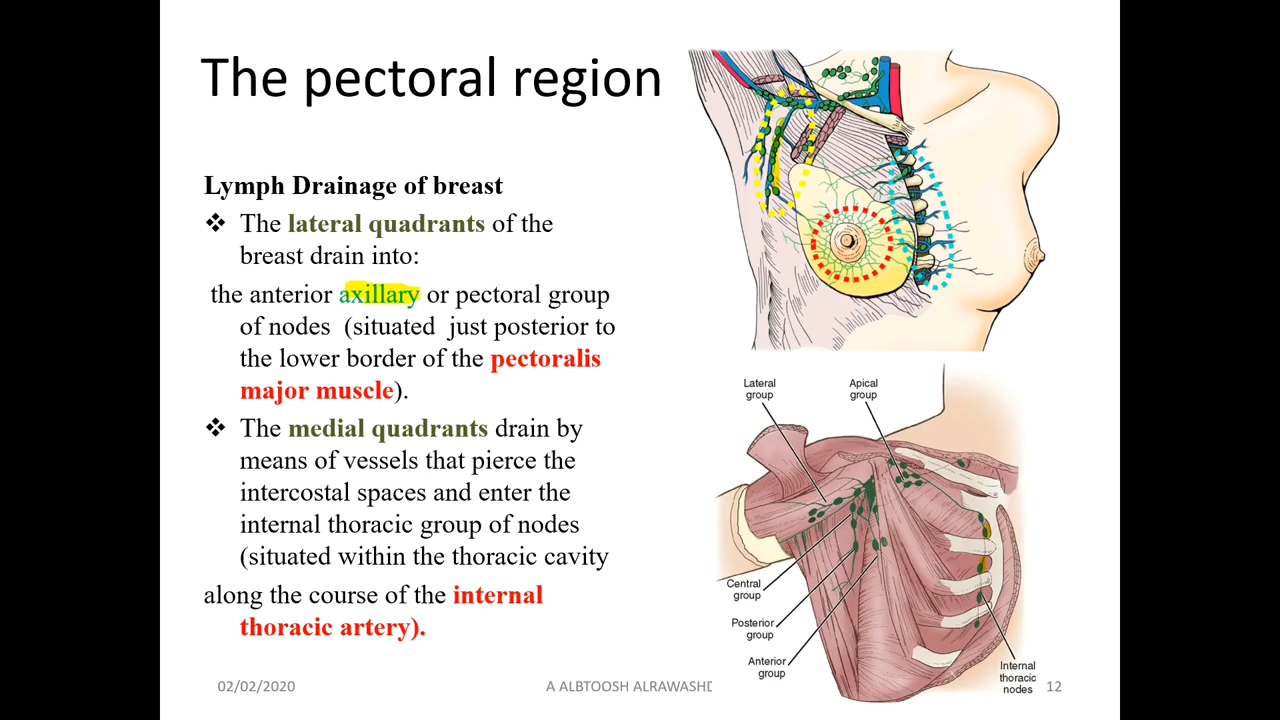 The pectoral region
Lymph Drainage of breast
❖ The lateral quadrants of the
breast drain into:
the anterior axillary or pectoral group
of nodes (situated just posterior to
the lower border of the pectoralis
major muscle).
❖ The medial quadrants drain by
means of vessels that pierce the
intercostal spaces and enter the
internal thoracic group of nodes
(situated within the thoracic cavity
along the course of the internal
thoracic artery).
Lateral
group
Apical
group
Central
group
Posterior
group
Anterior
group
Internal
thoracic
nodes
02/02/2020
A ALBTOOSH ALRAWASHD
12